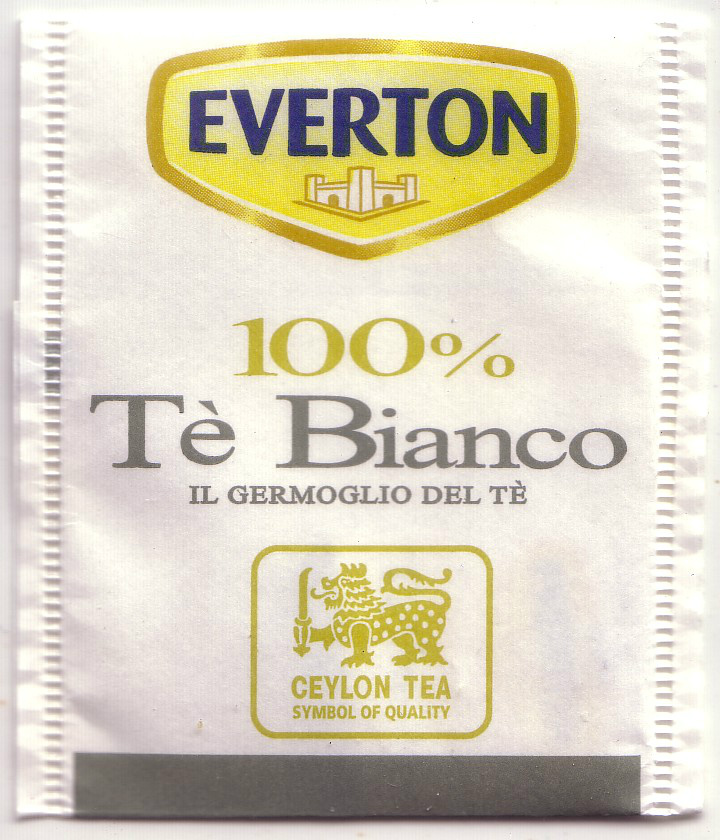 EVERTON
100%
Tè Bianco
IL GERMOGLIO DEL TÈ
CEYLON TEA
SYMBOL OF QUALITY